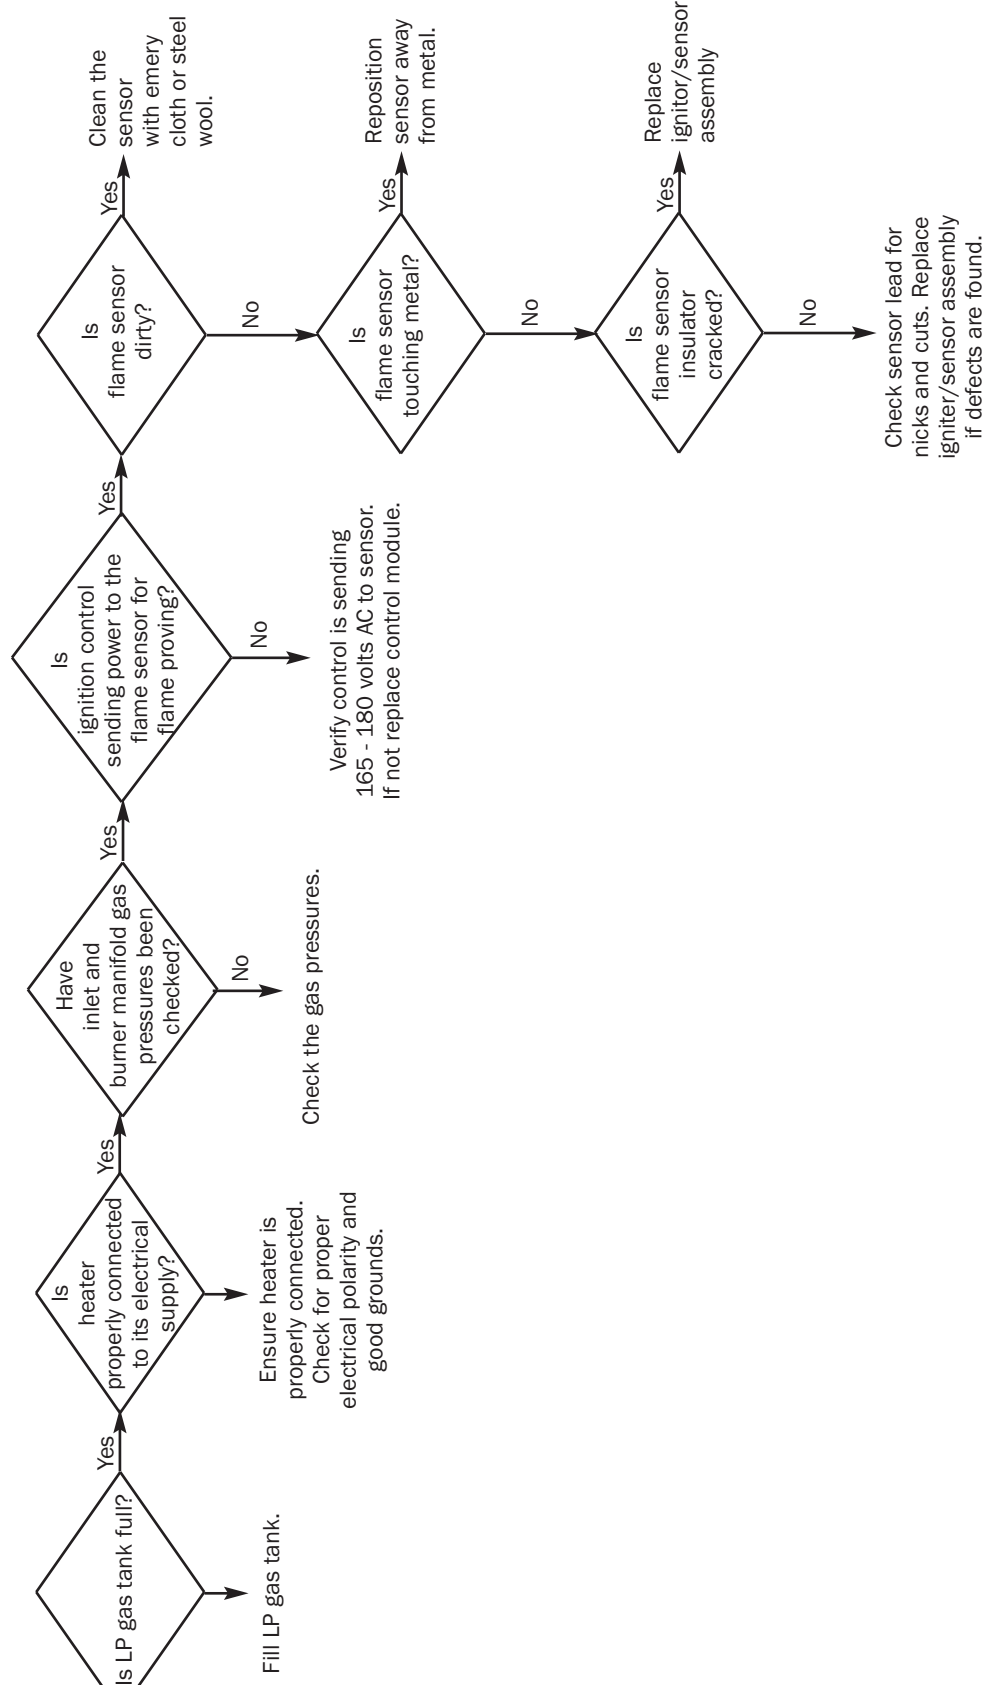 Is LP gas tank full?
Yes
Fill LP gas tank.
Is
heater
properly connected
to its electrical
supply?
Yes
Ensure heater is
properly connected.
Check for proper
electrical polarity and
good grounds.
Have
inlet and
burner manifold gas
pressures been
checked?
Yes
No
Check the gas pressures.
Is
ignition control
sending power to the
flame sensor for
flame proving?
Yes
No
Verify control is sending
165 - 180 volts AC to sensor.
If not replace control module.
Is
flame sensor
dirty?
Yes
Clean the
sensor
with emery
cloth or steel
wool.
No
Is
flame sensor
touching metal?
Yes
Reposition
sensor away
from metal.
No
Is
flame sensor
insulator
cracked?
Yes
Replace
ignitor/sensor
assembly
No
Check sensor lead for
nicks and cuts. Replace
igniter/sensor assembly
if defects are found.